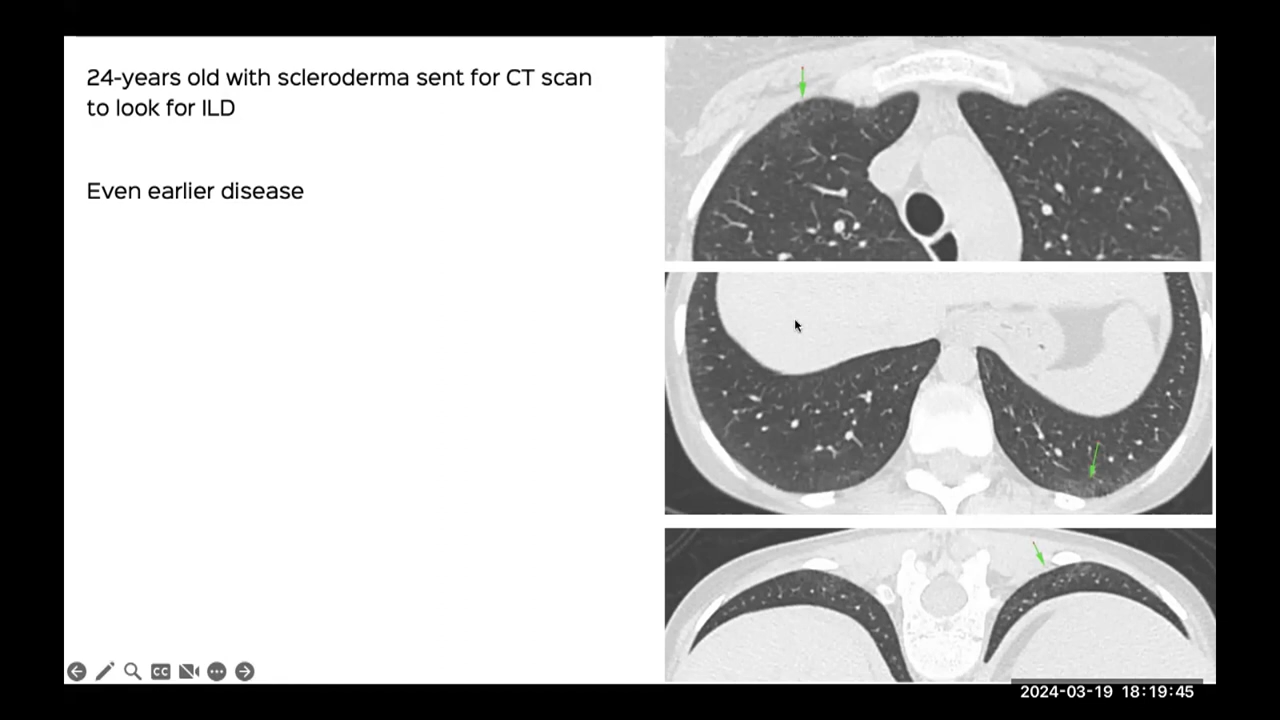 24-years old with scleroderma sent for CT scan
to look for ILD
Even earlier disease
CC
2024-03-19 18:19:45